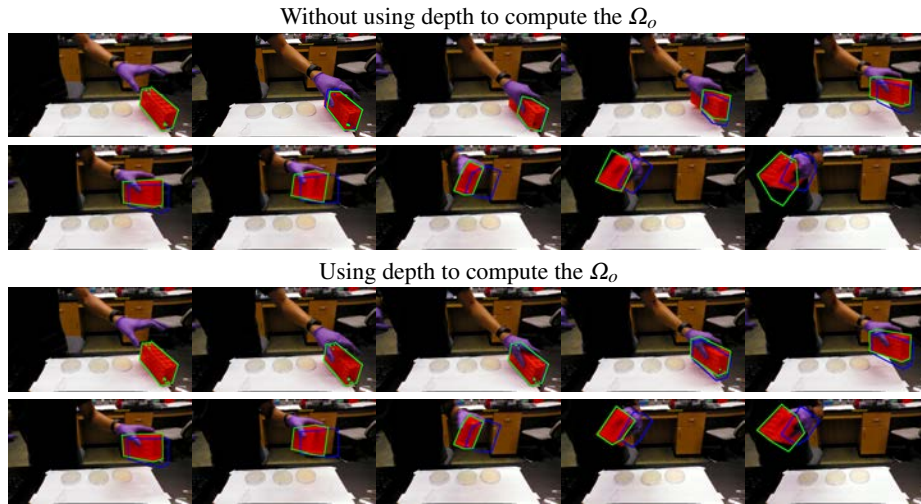 Without using depth to compute the Ωₒ
Using depth to compute the Ωₒ